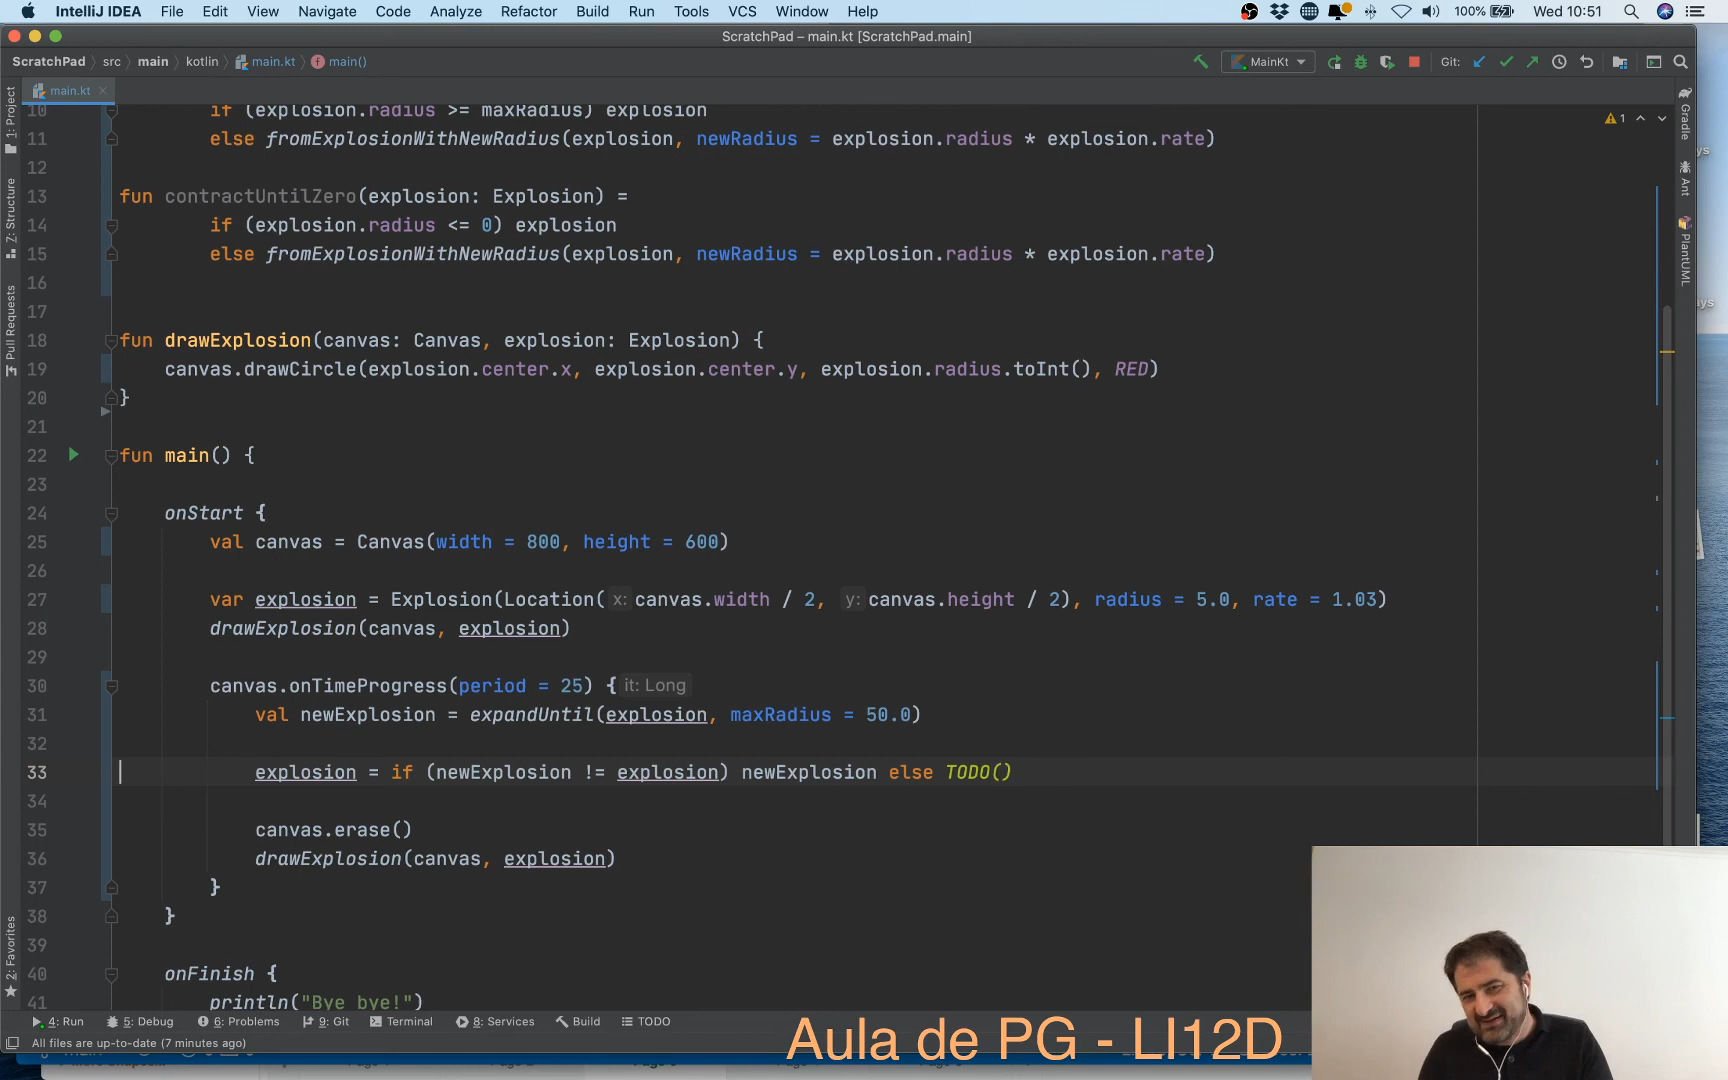 IntelliJ IDEA File Edit View Navigate Code Analyze Refactor Build Run Tools VCS Window Help 100% Wed 10:51
ScratchPad – main.kt [ScratchPad.main]
ScratchPad src main kotlin main.kt main() MainKt Git:
main.kt
10 if (explosion.radius >= maxRadius) explosion
11 else fromExplosionWithNewRadius(explosion, newRadius = explosion.radius * explosion.rate)
12
13 fun contractUntilZero(explosion: Explosion) =
14 if (explosion.radius <= 0) explosion
15 else fromExplosionWithNewRadius(explosion, newRadius = explosion.radius * explosion.rate)
16
17
18 fun drawExplosion(canvas: Canvas, explosion: Explosion) {
19 canvas.drawCircle(explosion.center.x, explosion.center.y, explosion.radius.toInt(), RED)
20 }
21
22 fun main() {
23
24 onStart {
25 val canvas = Canvas(width = 800, height = 600)
26
27 var explosion = Explosion(Location(x: canvas.width / 2, y: canvas.height / 2), radius = 5.0, rate = 1.03)
28 drawExplosion(canvas, explosion)
29
30 canvas.onTimeProgress(period = 25) { it: Long
31 val newExplosion = expandUntil(explosion, maxRadius = 50.0)
32
33 explosion = if (newExplosion != explosion) newExplosion else TODO()
34
35 canvas.erase()
36 drawExplosion(canvas, explosion)
37 }
38 }
39
40 onFinish {
41 println("Bye bye!")
1: Project
Z: Structure
Pull Requests
2: Favorites
1
Gradle
Ant
PlantUML
4: Run 5: Debug 6: Problems 9: Git Terminal 8: Services Build TODO
All files are up-to-date (7 minutes ago)
Aula de PG - LI12D